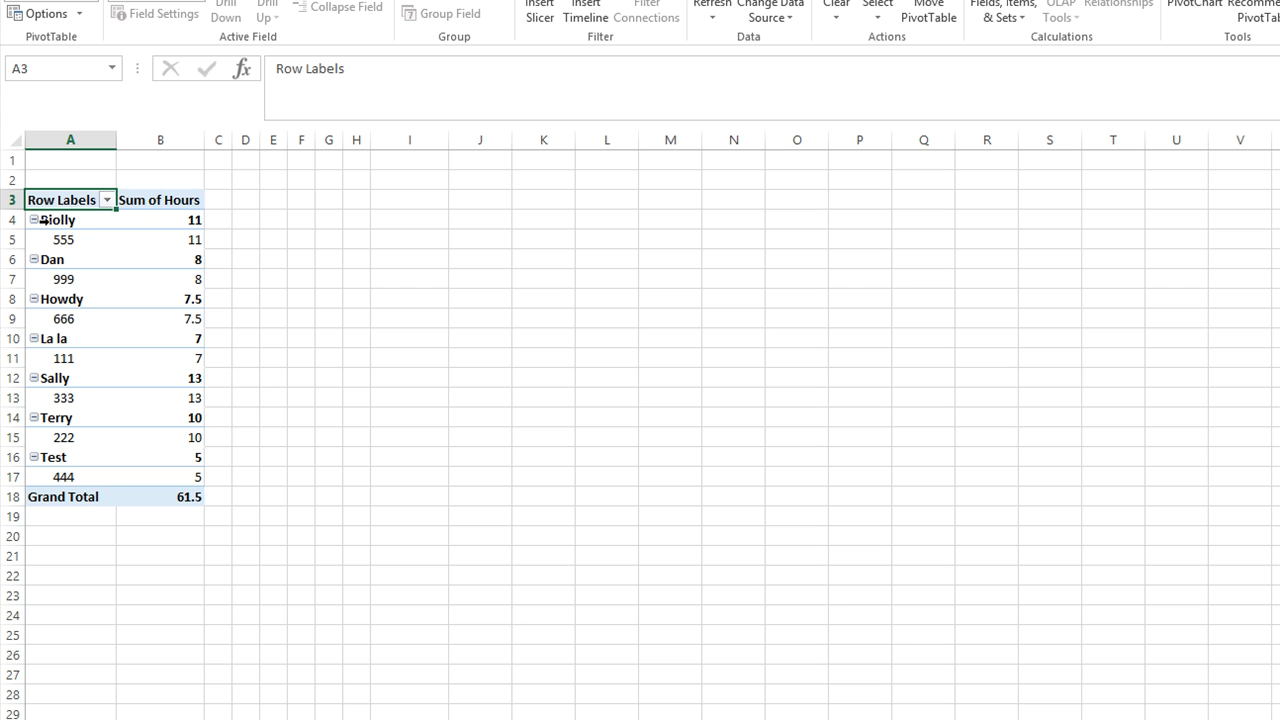 Options
Field Settings
Drill
Down
Drill
Up
Collapse Field
Group Field
Insert
Slicer
Insert
Timeline
Filter
Connections
Refresh
Change Data
Source
Clear
Select
Move
PivotTable
Fields, Items,
& Sets
OLAP
Tools
Relationships
PivotChart
PivotTable
Active Field
Group
Filter
Data
Actions
Calculations
Tools
A3
fx
Row Labels
A B C D E F G H I J K L M N O P Q R S T U V
1
2
3 Row Labels Sum of Hours
4 11
5 555 11
6 Dan 8
7 999 8
8 Howdy 7.5
9 666 7.5
10 La la 7
11 111 7
12 Sally 13
13 333 13
14 Terry 10
15 222 10
16 Test 5
17 444 5
18 Grand Total 61.5
19
20
21
22
23
24
25
26
27
28
29